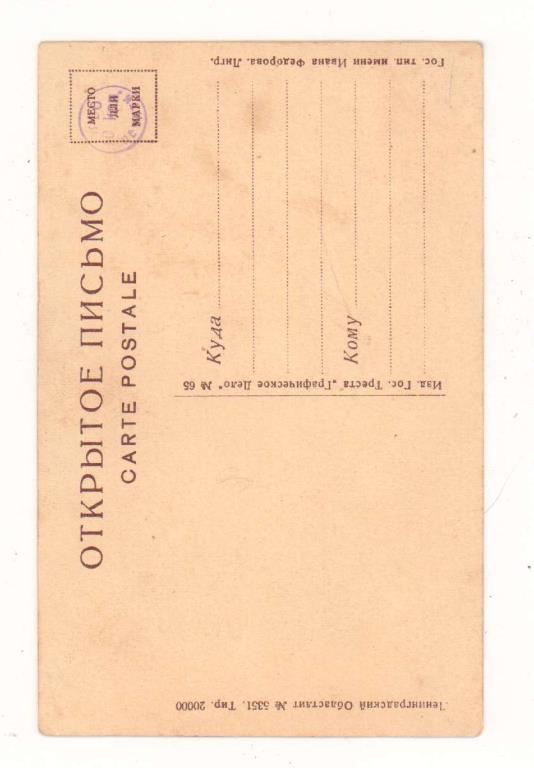 ОТКРЫТОЕ ПИСЬМО
CARTE POSTALE
МЕСТО
ДЛЯ
МАРКИ
Ленинградский Областлит № 5351. Тир. 20000
Изд. Гос. Треста „Графическое Дело" № 65
Куда
Кому
Гос. тип. имени Ивана Федорова. Лнгр.